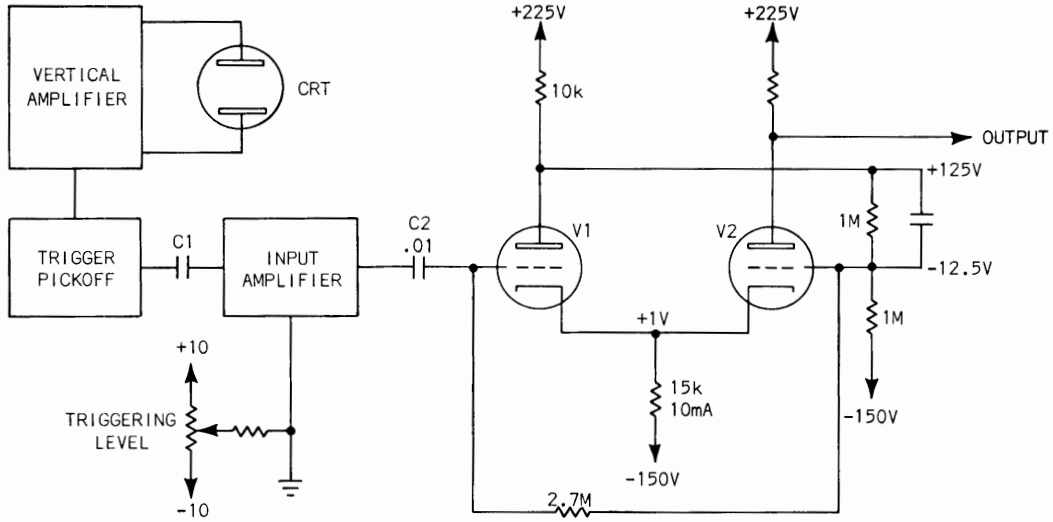 +225V
+225V
VERTICAL
AMPLIFIER
CRT
10k
OUTPUT
+125V
C2
.01
V1
V2
1M
C1
TRIGGER
PICKOFF
INPUT
AMPLIFIER
-12.5V
+1V
1M
+10
15k
10mA
TRIGGERING
LEVEL
-150V
-150V
-10
2.7M